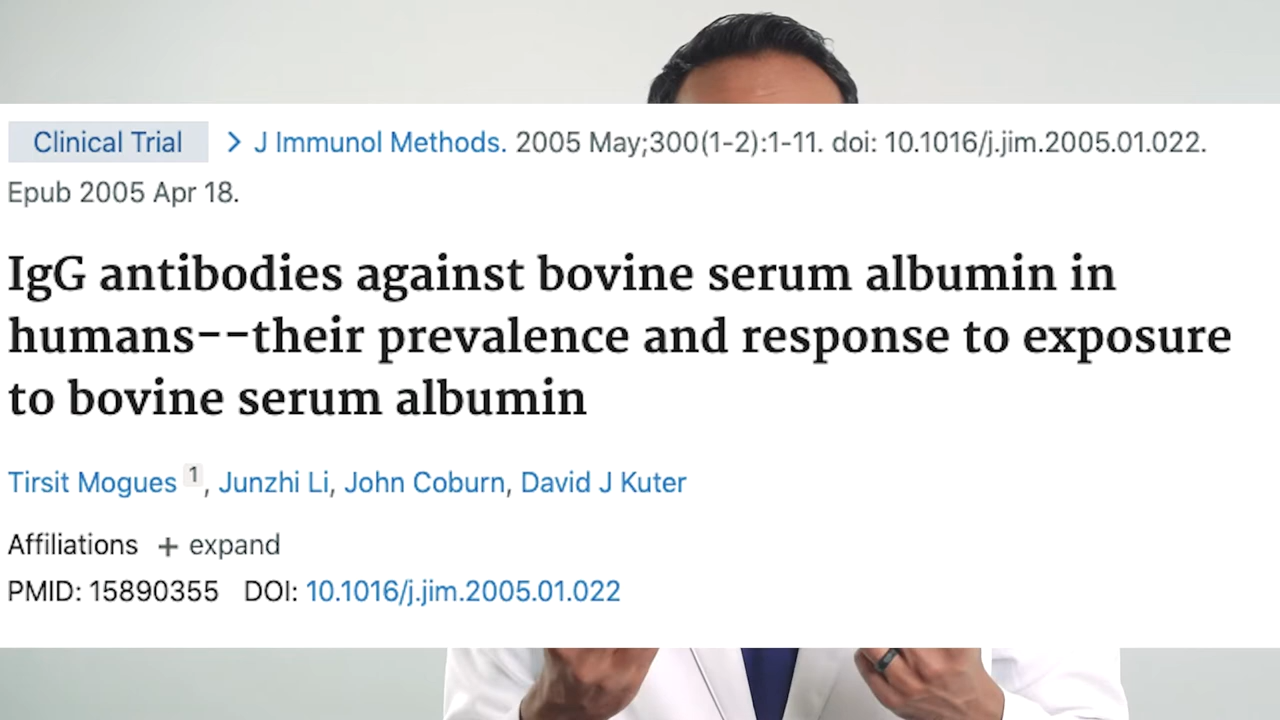 Clinical Trial > J Immunol Methods. 2005 May;300(1-2):1-11. doi: 10.1016/j.jim.2005.01.022.
Epub 2005 Apr 18.
IgG antibodies against bovine serum albumin in
humans--their prevalence and response to exposure
to bovine serum albumin
Tirsit Mogues 1, Junzhi Li, John Coburn, David J Kuter
Affiliations + expand
PMID: 15890355 DOI: 10.1016/j.jim.2005.01.022